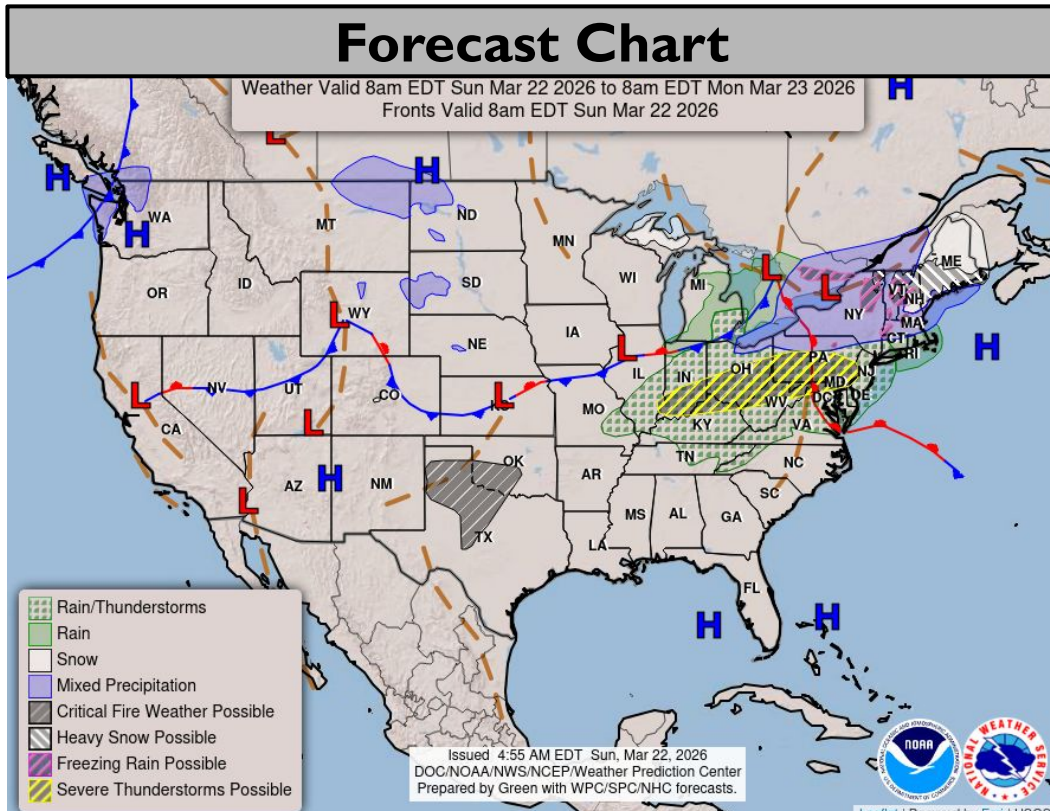 Forecast Chart
Weather Valid 8am EDT Sun Mar 22 2026 to 8am EDT Mon Mar 23 2026
Fronts Valid 8am EDT Sun Mar 22 2026
H
L
H
H
WA
H
MT
ND
MN
ME
L
OR
ID
SD
WI
MI
VT
NH
L
WY
L
NY
MA
H
NE
IA
L
CT
RI
PA
L
NV
UT
CO
L
IL
IN
OH
NJ
MD
DE
DC
WV
CA
L
MO
KY
VA
AZ
H
NM
OK
TN
NC
AR
SC
L
TX
MS
AL
GA
LA
FL
H
H
Rain/Thunderstorms
Rain
Snow
Mixed Precipitation
Critical Fire Weather Possible
Heavy Snow Possible
Freezing Rain Possible
Severe Thunderstorms Possible
Issued 4:55 AM EDT Sun, Mar 22, 2026
DOC/NOAA/NWS/NCEP/Weather Prediction Center
Prepared by Green with WPC/SPC/NHC forecasts.
NOAA
NATIONAL WEATHER SERVICE